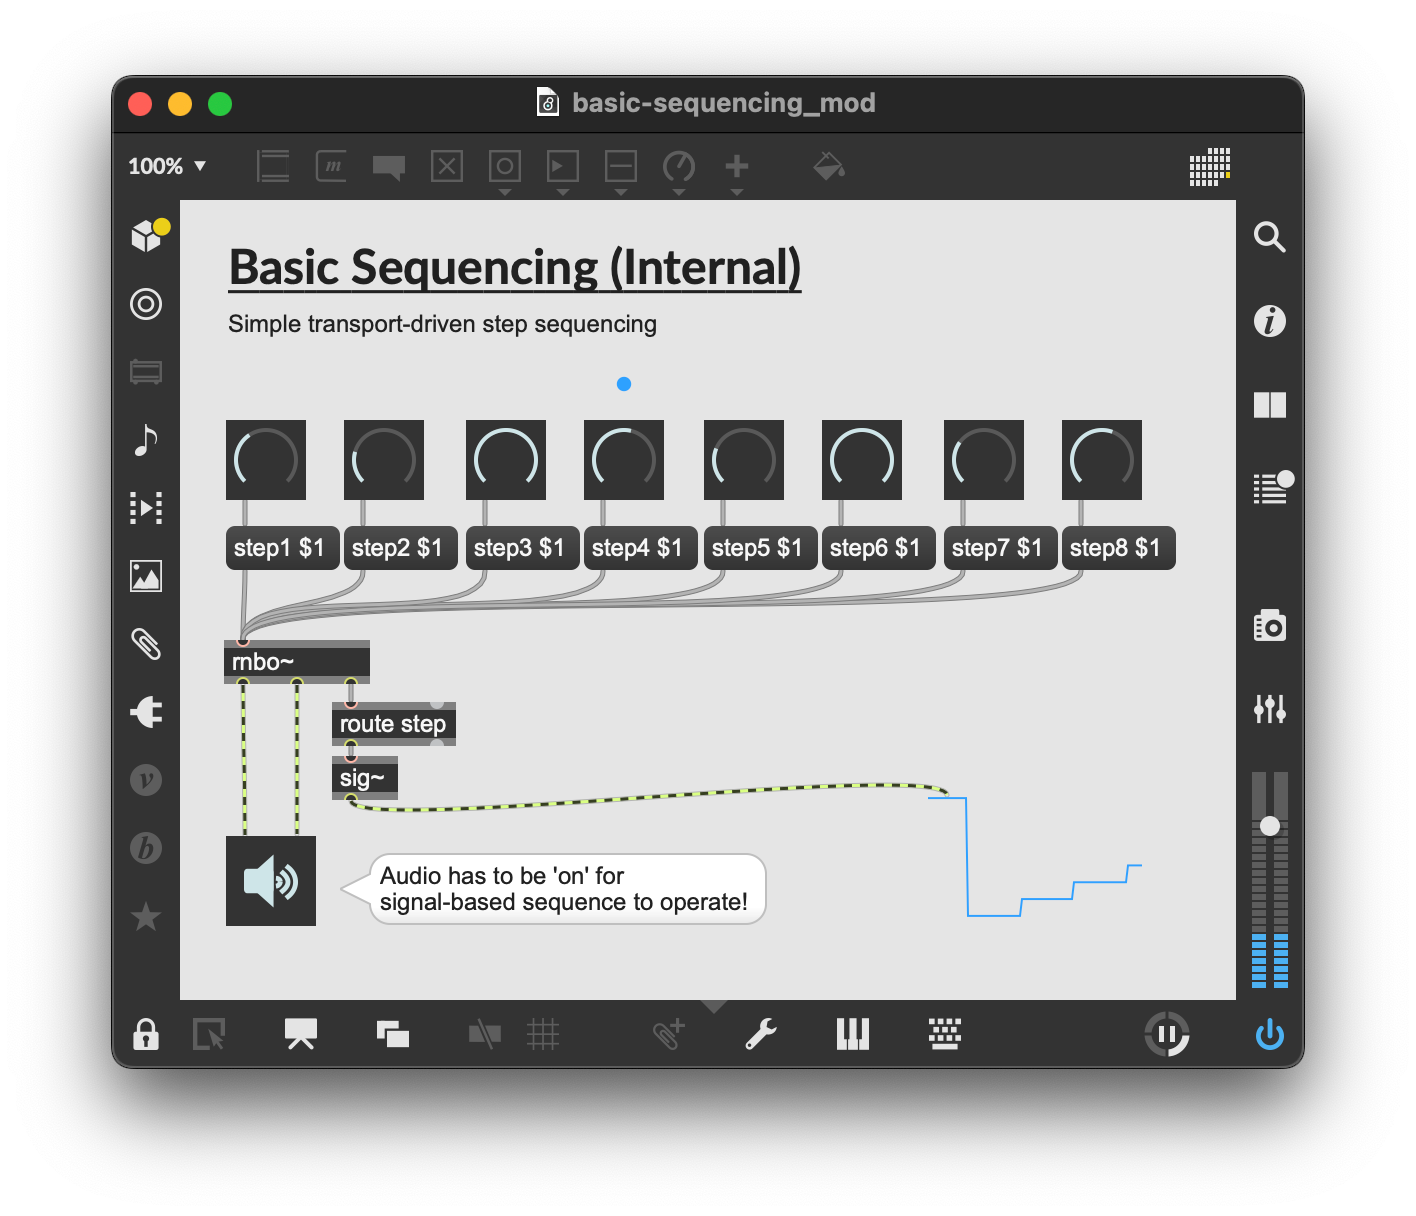 basic-sequencing_mod
100%
m
Basic Sequencing (Internal)
Simple transport-driven step sequencing
step1 $1
step2 $1
step3 $1
step4 $1
step5 $1
step6 $1
step7 $1
step8 $1
rnbo~
route step
sig~
Audio has to be 'on' for
signal-based sequence to operate!
i
v
b